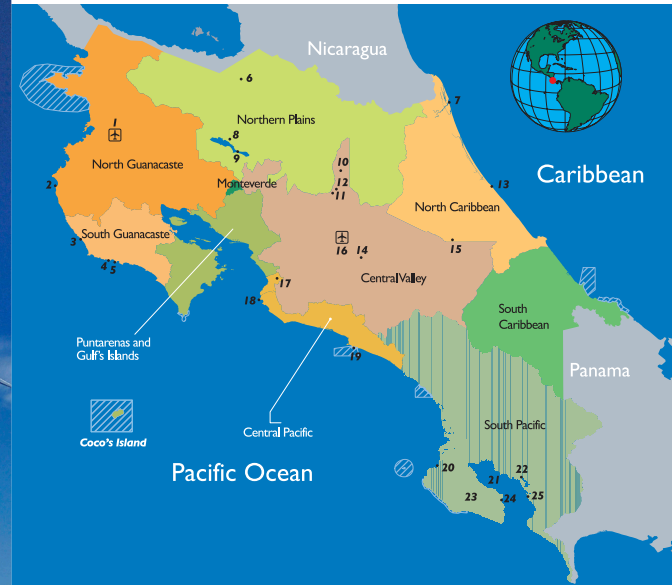 Nicaragua
6
7
Northern Plains
1
8
9
North Guanacaste
10
Caribbean
Monteverde
12
11
2
13
North Caribbean
South Guanacaste
3
16
14
15
4
5
Central Valley
17
18
South
Caribbean
Puntarenas and
Gulf's Islands
19
Panama
Coco's Island
Central Pacific
South Pacific
Pacific Ocean
20
21
22
23
24
25